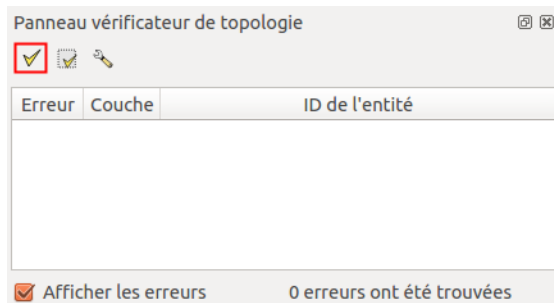 Panneau vérificateur de topologie
Erreur Couche ID de l'entité
Afficher les erreurs 0 erreurs ont été trouvées